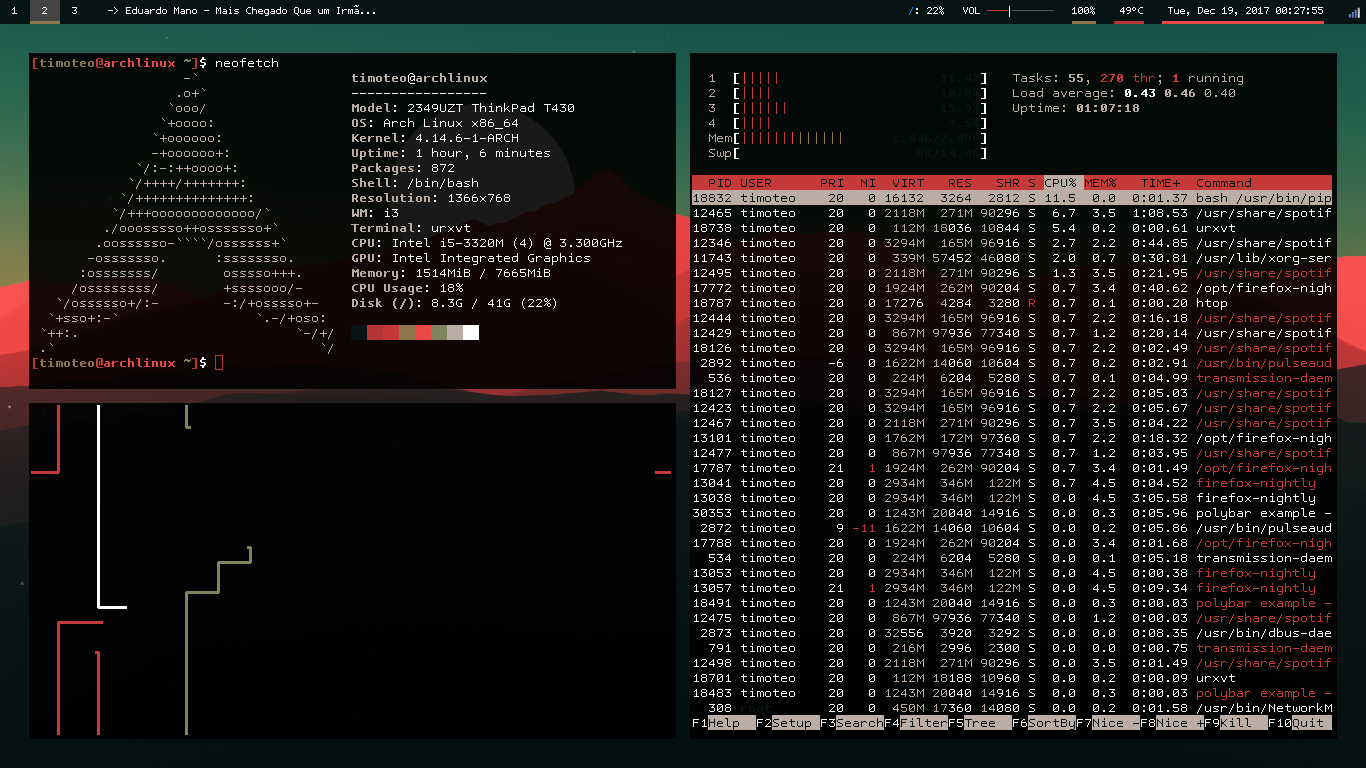 1 2 3 -> Eduardo Mano - Mais Chegado Que um Irmã... /: 22% VOL 100% 49°C Tue, Dec 19, 2017 00:27:55
[timoteo@archlinux ~]$ neofetch
timoteo@archlinux
-----------------
Model: 2349UZT ThinkPad T430
OS: Arch Linux x86_64
Kernel: 4.14.6-1-ARCH
Uptime: 1 hour, 6 minutes
Packages: 872
Shell: /bin/bash
Resolution: 1366x768
WM: i3
Terminal: urxvt
CPU: Intel i5-3320M (4) @ 3.300GHz
GPU: Intel Integrated Graphics
Memory: 1514MiB / 7665MiB
CPU Usage: 18%
Disk (/): 8.3G / 41G (22%)
[timoteo@archlinux ~]$
1 [||||| 11.4%] Tasks: 55, 270 thr; 1 running
2 [|||| 10.8%] Load average: 0.43 0.46 0.40
3 [|||||| 15.9%] Uptime: 01:07:18
4 [|||| 9.5%]
Mem[||||||||||||| 1.44G/7.49G]
Swp[ 0K/14.4G]
PID USER PRI NI VIRT RES SHR S CPU% MEM% TIME+ Command
18832 timoteo 20 0 16132 3264 2812 S 11.5 0.0 0:01.37 bash /usr/bin/pip
12465 timoteo 20 0 2118M 271M 90296 S 6.7 3.5 1:08.53 /usr/share/spotif
18738 timoteo 20 0 112M 18036 10844 S 5.4 0.2 0:00.61 urxvt
12346 timoteo 20 0 3294M 165M 96916 S 2.7 2.2 0:44.85 /usr/share/spotif
11743 timoteo 20 0 339M 57452 46080 S 2.0 0.7 0:30.81 /usr/lib/xorg-ser
12495 timoteo 20 0 2118M 271M 90296 S 1.3 3.5 0:21.95 /usr/share/spotif
17772 timoteo 20 0 1924M 262M 90204 S 0.7 3.4 0:40.62 /opt/firefox-nigh
18787 timoteo 20 0 17276 4284 3280 R 0.7 0.1 0:00.20 htop
12444 timoteo 20 0 3294M 165M 96916 S 0.7 2.2 0:16.18 /usr/share/spotif
12429 timoteo 20 0 867M 97936 77340 S 0.7 1.2 0:20.14 /usr/share/spotif
18126 timoteo 20 0 3294M 165M 96916 S 0.7 2.2 0:02.49 /usr/share/spotif
2892 timoteo -6 0 1622M 14060 10604 S 0.7 0.2 0:02.91 /usr/bin/pulseaud
536 timoteo 20 0 224M 6204 5280 S 0.7 0.1 0:04.99 transmission-daem
18127 timoteo 20 0 3294M 165M 96916 S 0.7 2.2 0:05.03 /usr/share/spotif
12423 timoteo 20 0 3294M 165M 96916 S 0.7 2.2 0:05.67 /usr/share/spotif
12467 timoteo 20 0 2118M 271M 90296 S 0.7 3.5 0:04.22 /usr/share/spotif
13101 timoteo 20 0 1762M 172M 97360 S 0.7 2.2 0:18.32 /opt/firefox-nigh
12477 timoteo 20 0 867M 97936 77340 S 0.7 1.2 0:03.95 /usr/share/spotif
17787 timoteo 21 1 1924M 262M 90204 S 0.7 3.4 0:01.49 /opt/firefox-nigh
13041 timoteo 20 0 2934M 346M 122M S 0.7 4.5 0:04.52 firefox-nightly
13038 timoteo 20 0 2934M 346M 122M S 0.0 4.5 3:05.58 firefox-nightly
30353 timoteo 20 0 1243M 20040 14916 S 0.0 0.3 0:05.96 polybar example -
2872 timoteo 9 -11 1622M 14060 10604 S 0.0 0.2 0:05.86 /usr/bin/pulseaud
17788 timoteo 20 0 1924M 262M 90204 S 0.0 3.4 0:01.68 /opt/firefox-nigh
534 timoteo 20 0 224M 6204 5280 S 0.0 0.1 0:05.18 transmission-daem
13053 timoteo 20 0 2934M 346M 122M S 0.0 4.5 0:00.38 firefox-nightly
13057 timoteo 21 1 2934M 346M 122M S 0.0 4.5 0:09.34 firefox-nightly
18491 timoteo 20 0 1243M 20040 14916 S 0.0 0.3 0:00.03 polybar example -
12475 timoteo 20 0 867M 97936 77340 S 0.0 1.2 0:00.03 /usr/share/spotif
2873 timoteo 20 0 32556 3920 3292 S 0.0 0.0 0:08.35 /usr/bin/dbus-dae
791 timoteo 20 0 216M 2996 2300 S 0.0 0.0 0:00.75 transmission-daem
12498 timoteo 20 0 2118M 271M 90296 S 0.0 3.5 0:01.49 /usr/share/spotif
18701 timoteo 20 0 112M 18188 10960 S 0.0 0.2 0:00.09 urxvt
18483 timoteo 20 0 1243M 20040 14916 S 0.0 0.3 0:00.03 polybar example -
308 root 20 0 450M 17360 14080 S 0.0 0.2 0:01.58 /usr/bin/NetworkM
F1Help F2Setup F3SearchF4FilterF5Tree F6SortByF7Nice -F8Nice +F9Kill F10Quit